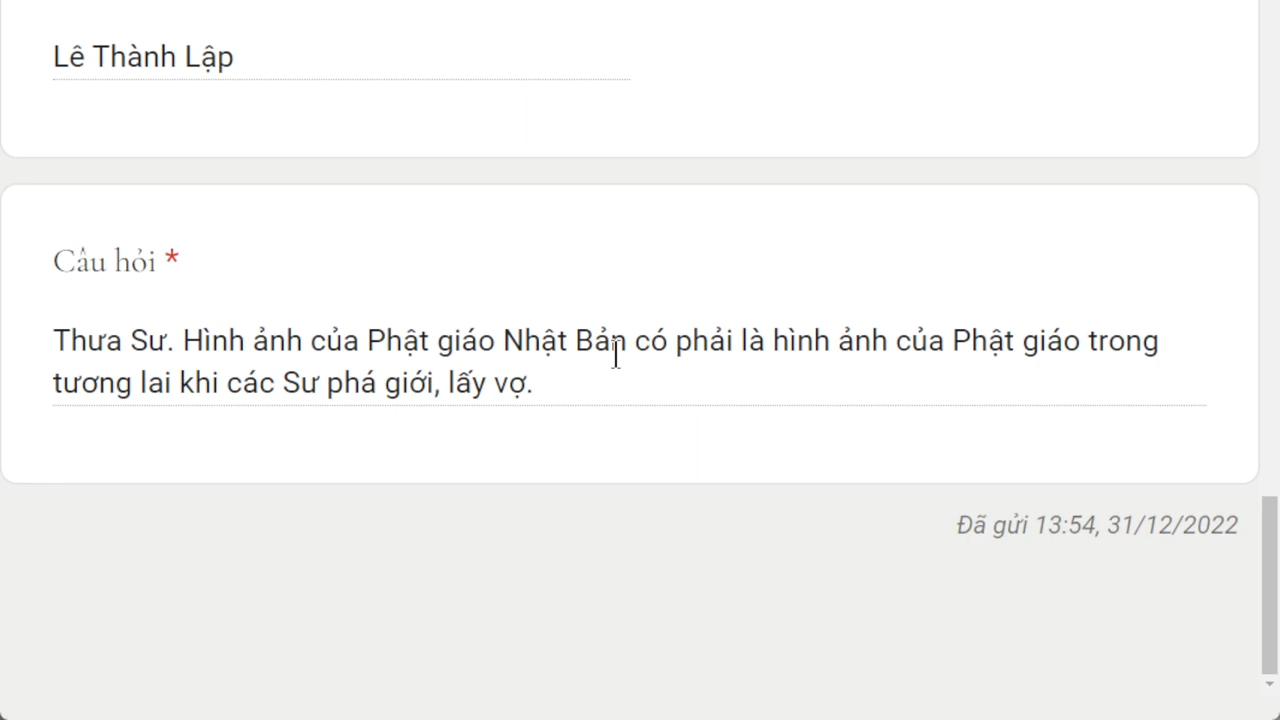 Lê Thành Lập
Câu hỏi *
Thưa Sư. Hình ảnh của Phật giáo Nhật Bản có phải là hình ảnh của Phật giáo trong
tương lai khi các Sư phá giới, lấy vợ.
Đã gửi 13:54, 31/12/2022